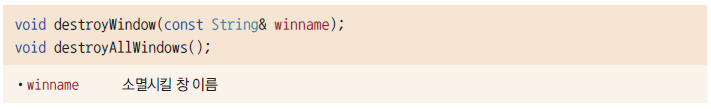 void destroyWindow(const String& winname);
void destroyAllWindows();
• winname 소멸시킬 창 이름